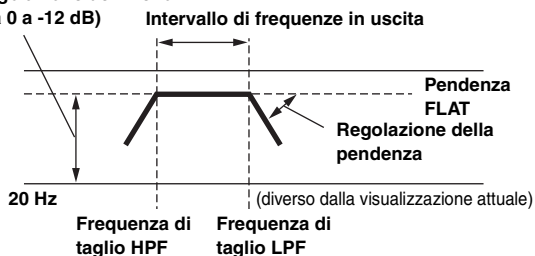 0 a -12 dB)
Intervallo di frequenze in uscita
Pendenza
FLAT
Regolazione della
pendenza
20 Hz
(diverso dalla visualizzazione attuale)
Frequenza di
taglio HPF
Frequenza di
taglio LPF